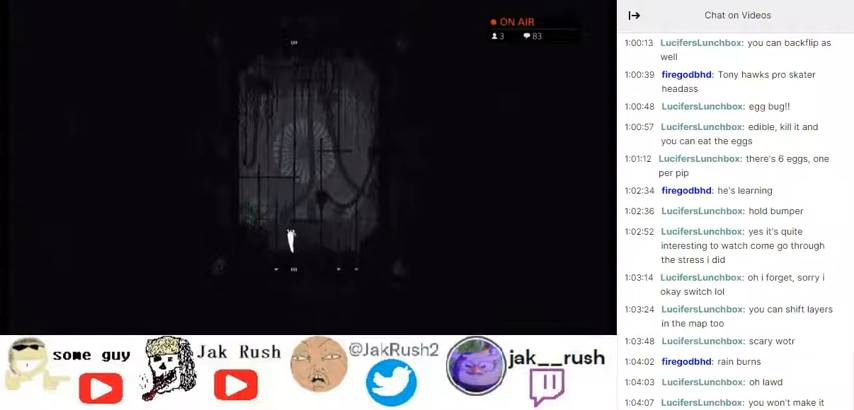 ON AIR
3 83
Chat on Videos
1:00:13 LucifersLunchbox: you can backflip as
well
1:00:39 firegodbhd: Tony hawks pro skater
headass
1:00:48 LucifersLunchbox: egg bug!!
1:00:57 LucifersLunchbox: edible, kill it and
you can eat the eggs
1:01:12 LucifersLunchbox: there's 6 eggs, one
per pip
1:02:34 firegodbhd: he's learning
1:02:36 LucifersLunchbox: hold bumper
1:02:52 LucifersLunchbox: yes it's quite
interesting to watch come go through
the stress i did
1:03:14 LucifersLunchbox: oh i forget, sorry i
okay switch lol
1:03:24 LucifersLunchbox: you can shift layers
in the map too
1:03:48 LucifersLunchbox: scary wotr
1:04:02 firegodbhd: rain burns
1:04:03 LucifersLunchbox: oh lawd
1:04:07 LucifersLunchbox: you won't make it
some guy
Jak Rush
@JakRush2
jak__rush